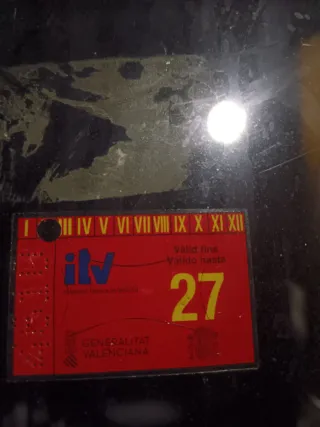 I III IV V VI VII VIII IX X XI XII
itv
Vàlid fins
Válido hasta
27
GENERALITAT
VALENCIANA